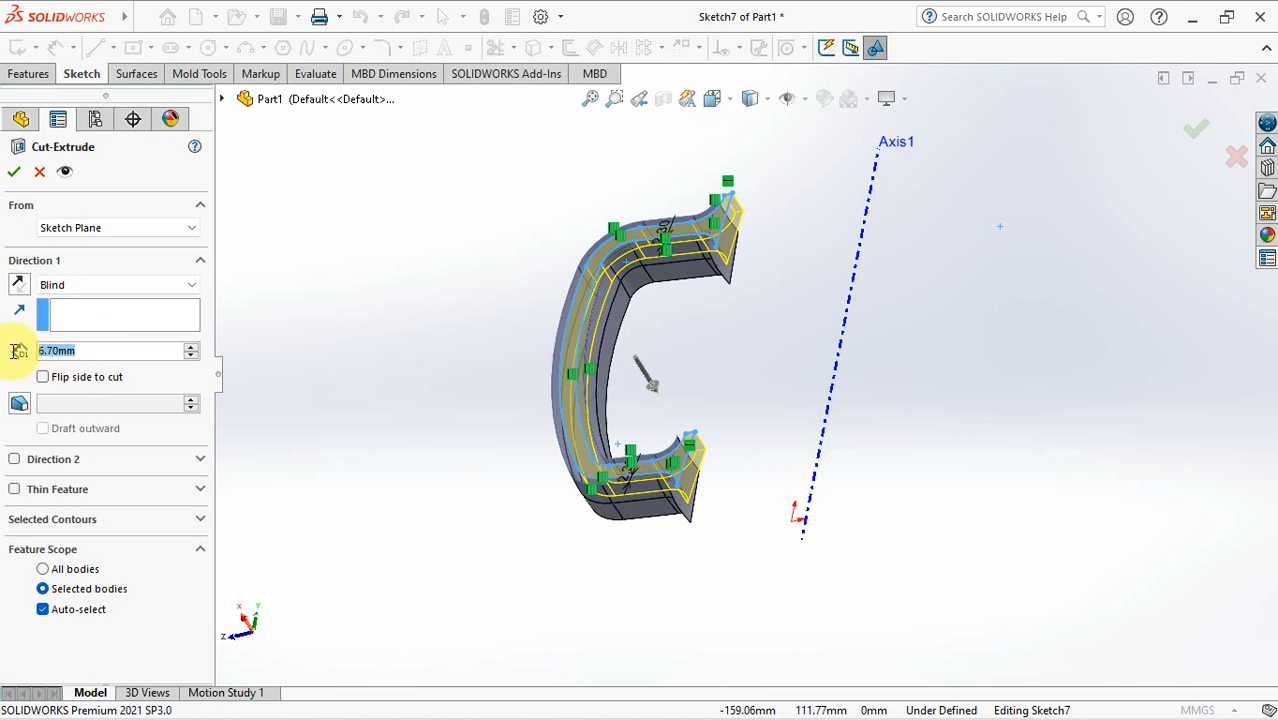 SOLIDWORKS
Sketch7 of Part1 *
Search SOLIDWORKS Help
Features
Sketch
Surfaces
Mold Tools
Markup
Evaluate
MBD Dimensions
SOLIDWORKS Add-Ins
MBD
Part1 (Default<<Default>...
Cut-Extrude
From
Sketch Plane
Direction 1
Blind
D1
6.70mm
Flip side to cut
Draft outward
Direction 2
Thin Feature
Selected Contours
Feature Scope
All bodies
Selected bodies
Auto-select
Axis1
X
Y
Z
Model
3D Views
Motion Study 1
SOLIDWORKS Premium 2021 SP3.0
-159.06mm
111.77mm
0mm
Under Defined
Editing Sketch7
MMGS